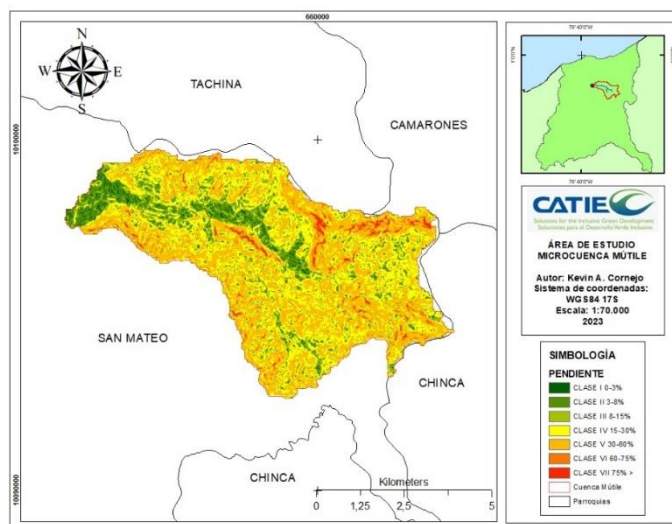 660000
N
W E
S
TACHINA
CAMARONES
10100000
SAN MATEO
CHINCA
CHINCA
10090000
Kilometers
0 1,25 2,5 5
79°40'0"W
1°0'0"N
79°40'0"W
CATIE
Solutions for the Inclusive Green Development
Soluciones para el Desarrollo Verde Inclusivo
ÁREA DE ESTUDIO
MICROCUENCA MÚTILE
Autor: Kevin A. Cornejo
Sistema de coordenadas:
WGS84 17S
Escala: 1:70.000
2023
SIMBOLOGÍA
PENDIENTE
CLASE I 0-3%
CLASE II 3-8%
CLASE III 8-15%
CLASE IV 15-30%
CLASE V 30-60%
CLASE VI 60-75%
CLASE VII 75% >
Cuenca Mútile
Parroquias